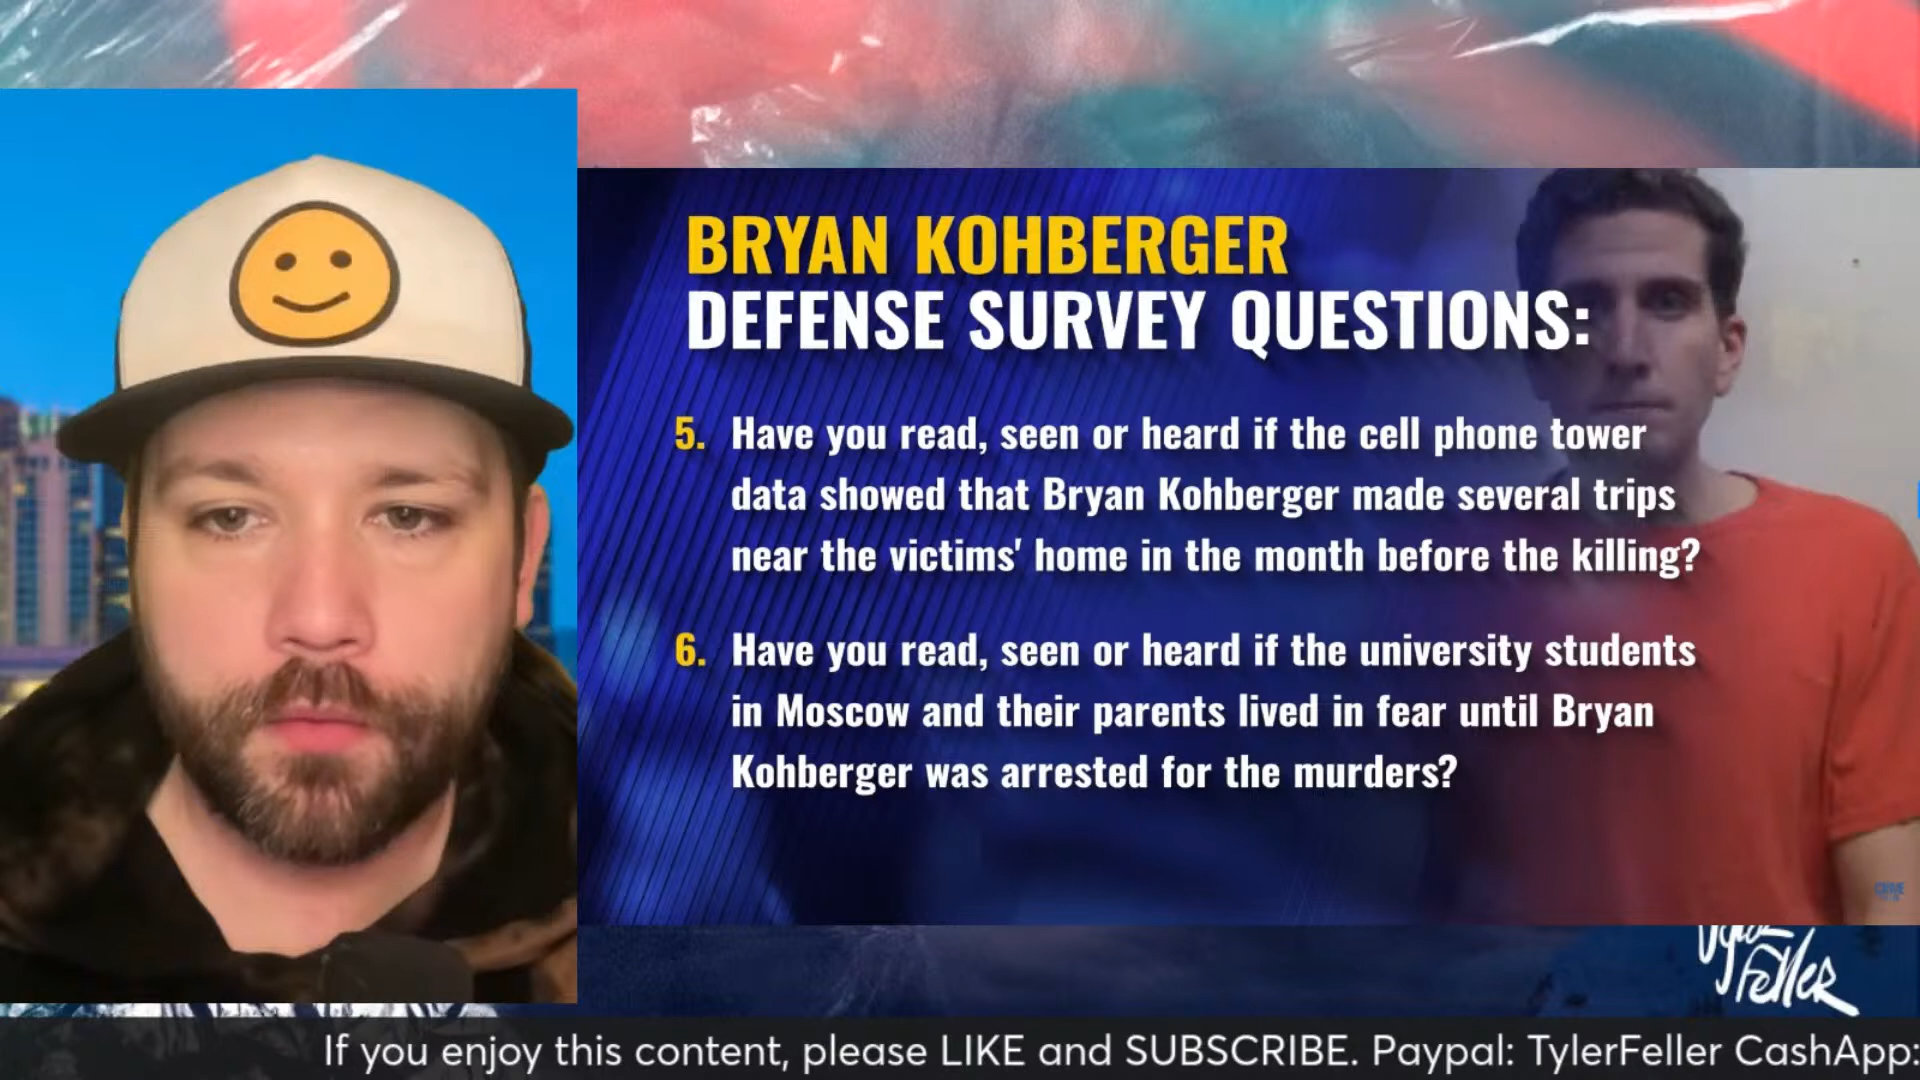 BRYAN KOHBERGER
DEFENSE SURVEY QUESTIONS:
5. Have you read, seen or heard if the cell phone tower
data showed that Bryan Kohberger made several trips
near the victims' home in the month before the killing?
6. Have you read, seen or heard if the university students
in Moscow and their parents lived in fear until Bryan
Kohberger was arrested for the murders?
CRIME
Tyler
Feller
If you enjoy this content, please LIKE and SUBSCRIBE. Paypal: TylerFeller CashApp: